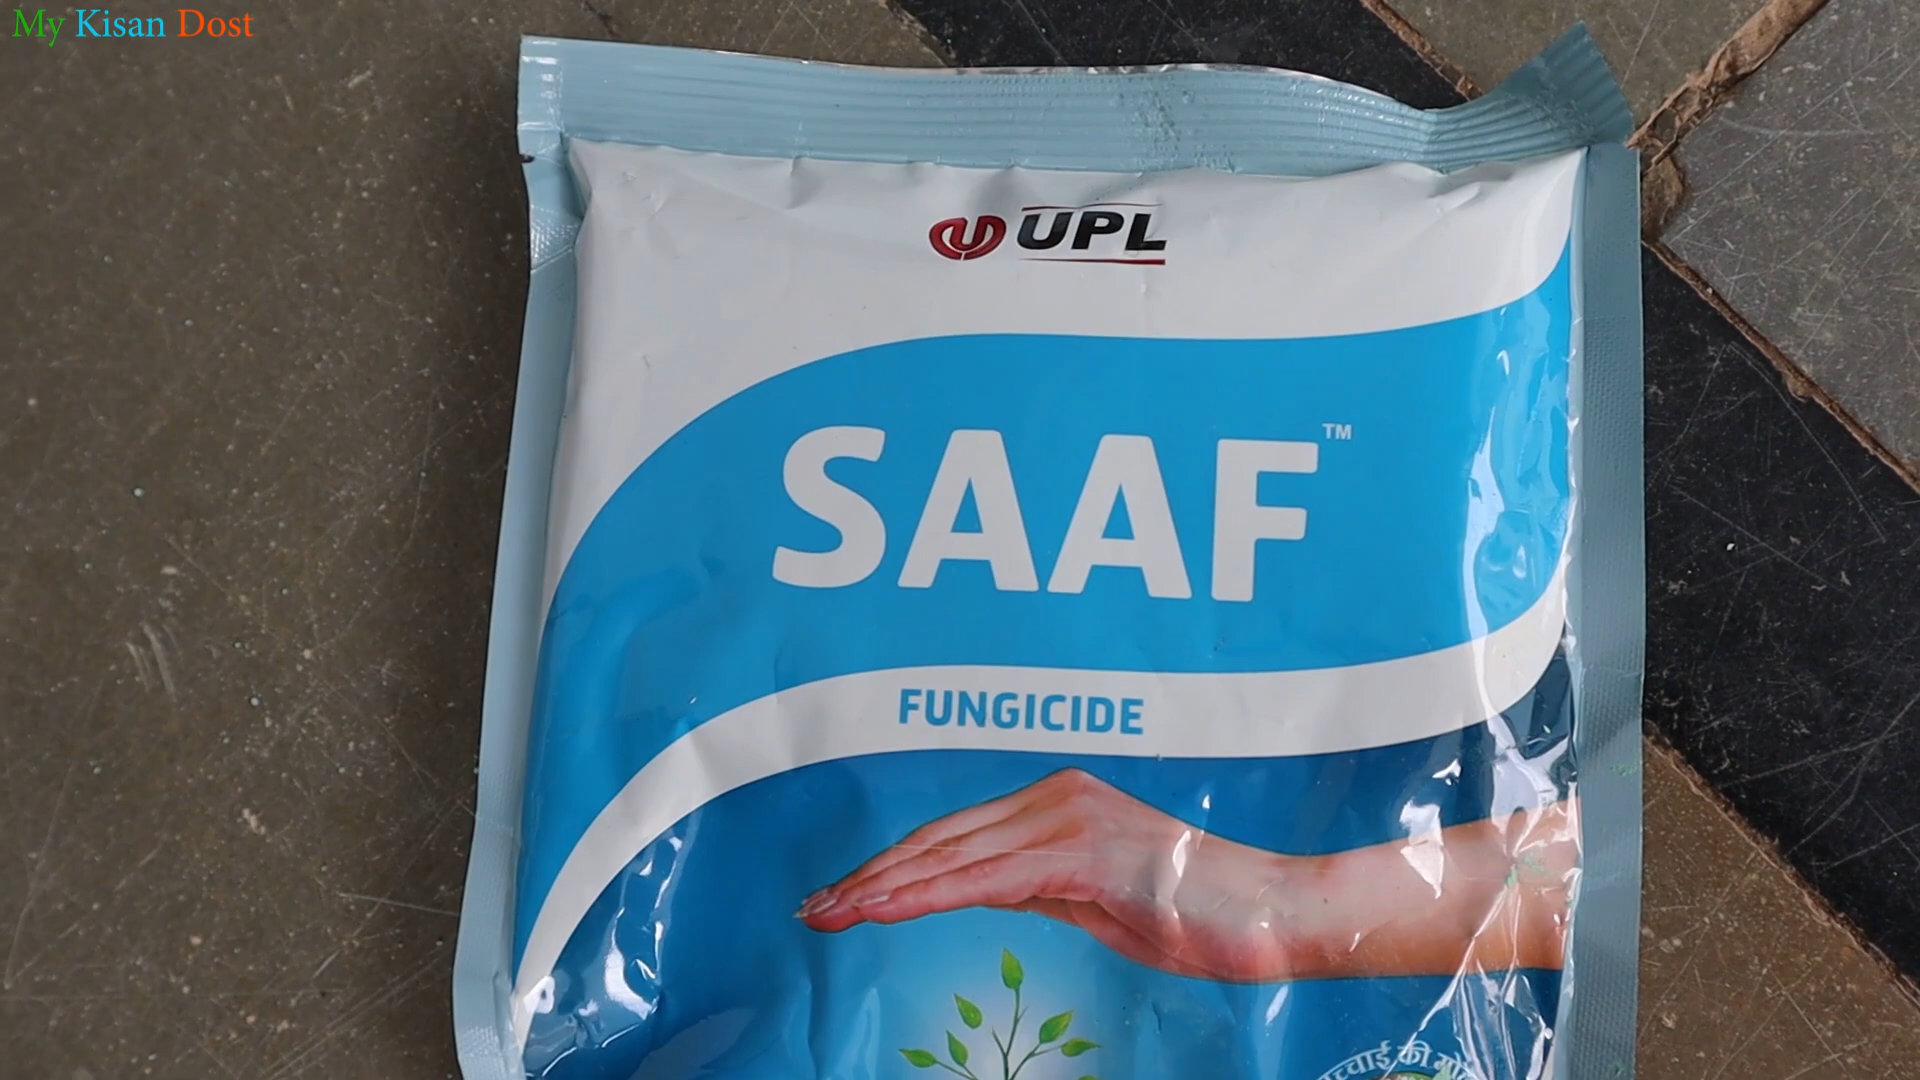 My Kisan Dost
UPL
SAAF™
FUNGICIDE
की